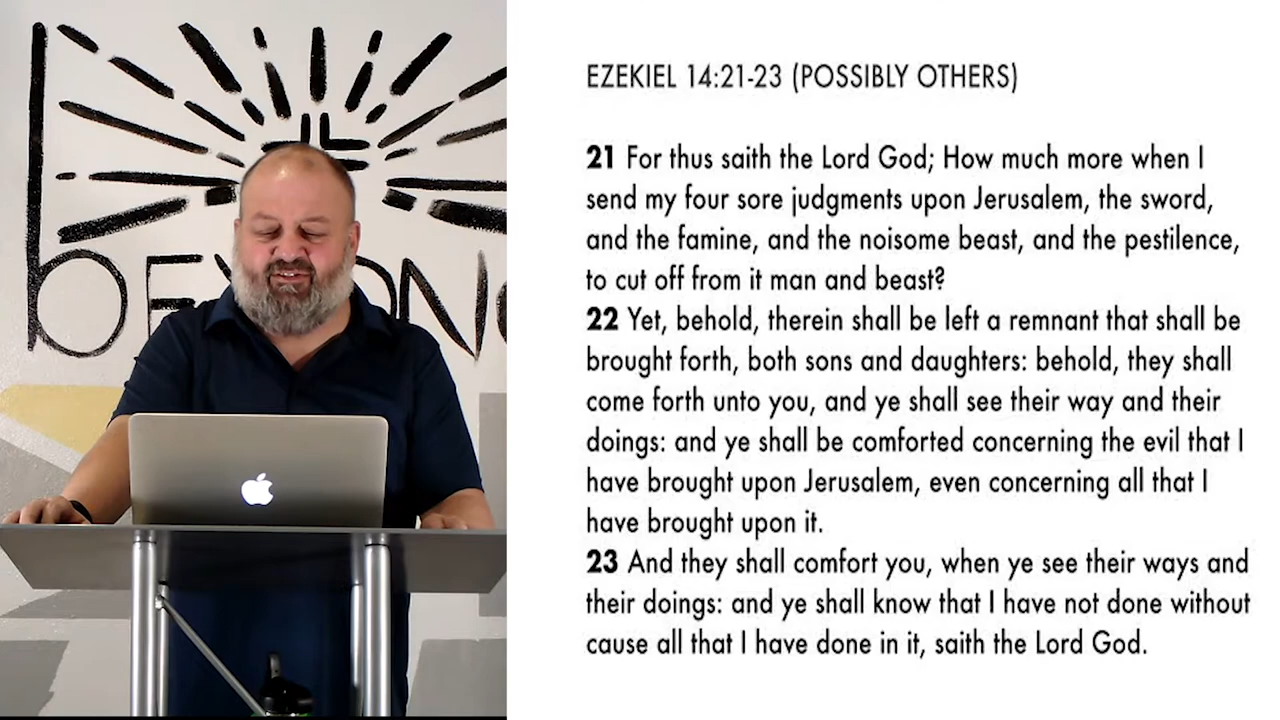 bEYOND
EZEKIEL 14:21-23 (POSSIBLY OTHERS)
21 For thus saith the Lord God; How much more when I
send my four sore judgments upon Jerusalem, the sword,
and the famine, and the noisome beast, and the pestilence,
to cut off from it man and beast?
22 Yet, behold, therein shall be left a remnant that shall be
brought forth, both sons and daughters: behold, they shall
come forth unto you, and ye shall see their way and their
doings: and ye shall be comforted concerning the evil that I
have brought upon Jerusalem, even concerning all that I
have brought upon it.
23 And they shall comfort you, when ye see their ways and
their doings: and ye shall know that I have not done without
cause all that I have done in it, saith the Lord God.